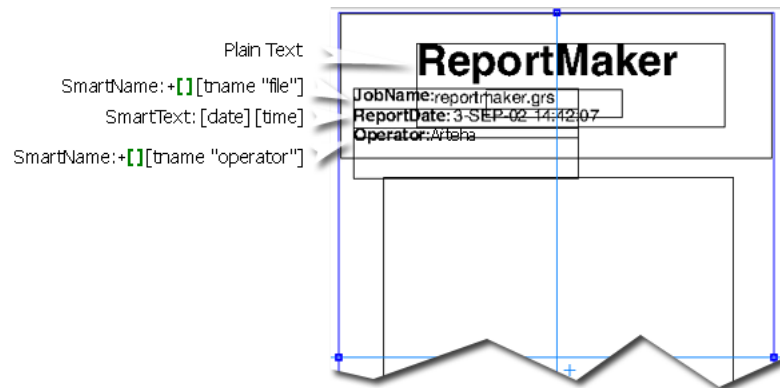 Plain Text
SmartName: +[][tname "file"]
SmartText: [date] [time]
SmartName:+[][tname "operator"]
ReportMaker
JobName:reportmaker.grs
ReportDate: 3-SEP-02 14:42:07
Operator:Arteha